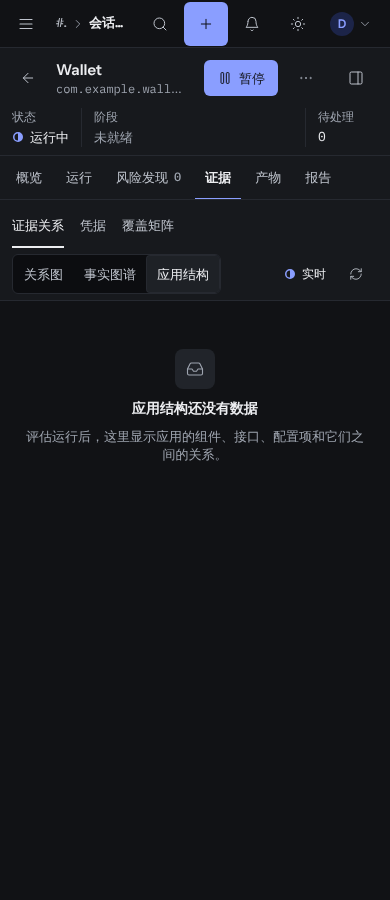 #. > 会话… D
Wallet
com.example.wall…
暂停
状态 阶段 待处理
运行中 未就绪 0
概览 运行 风险发现 0 证据 产物 报告
证据关系 凭据 覆盖矩阵
关系图 事实图谱 应用结构 实时
应用结构还没有数据
评估运行后，这里显示应用的组件、接口、配置项和它们之
间的关系。